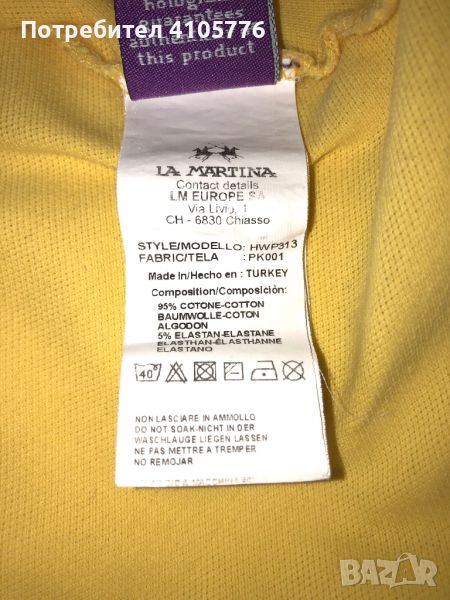 Потребител 4105776
hologram
guarantees
this product
LA MARTINA
Contact details
LM EUROPE SA
Via Livio, 1
CH - 6830 Chiasso
STYLE/MODELLO: HWP313
FABRIC/TELA : PK001
Made in/Hecho en : TURKEY
Composition/Composición:
95% COTONE-COTTON
BAUMWOLLE-COTON
ALGODON
5% ELASTAN-ELASTANE
ELASTHAN-ÉLASTHANNE
ELASTANO
40°
NON LASCIARE IN AMMOLLO
DO NOT SOAK-NICHT IN DER
WASCHLAUGE LIEGEN LASSEN
NE PAS METTRE A TREMPER
NO REMOJAR
BAZAR